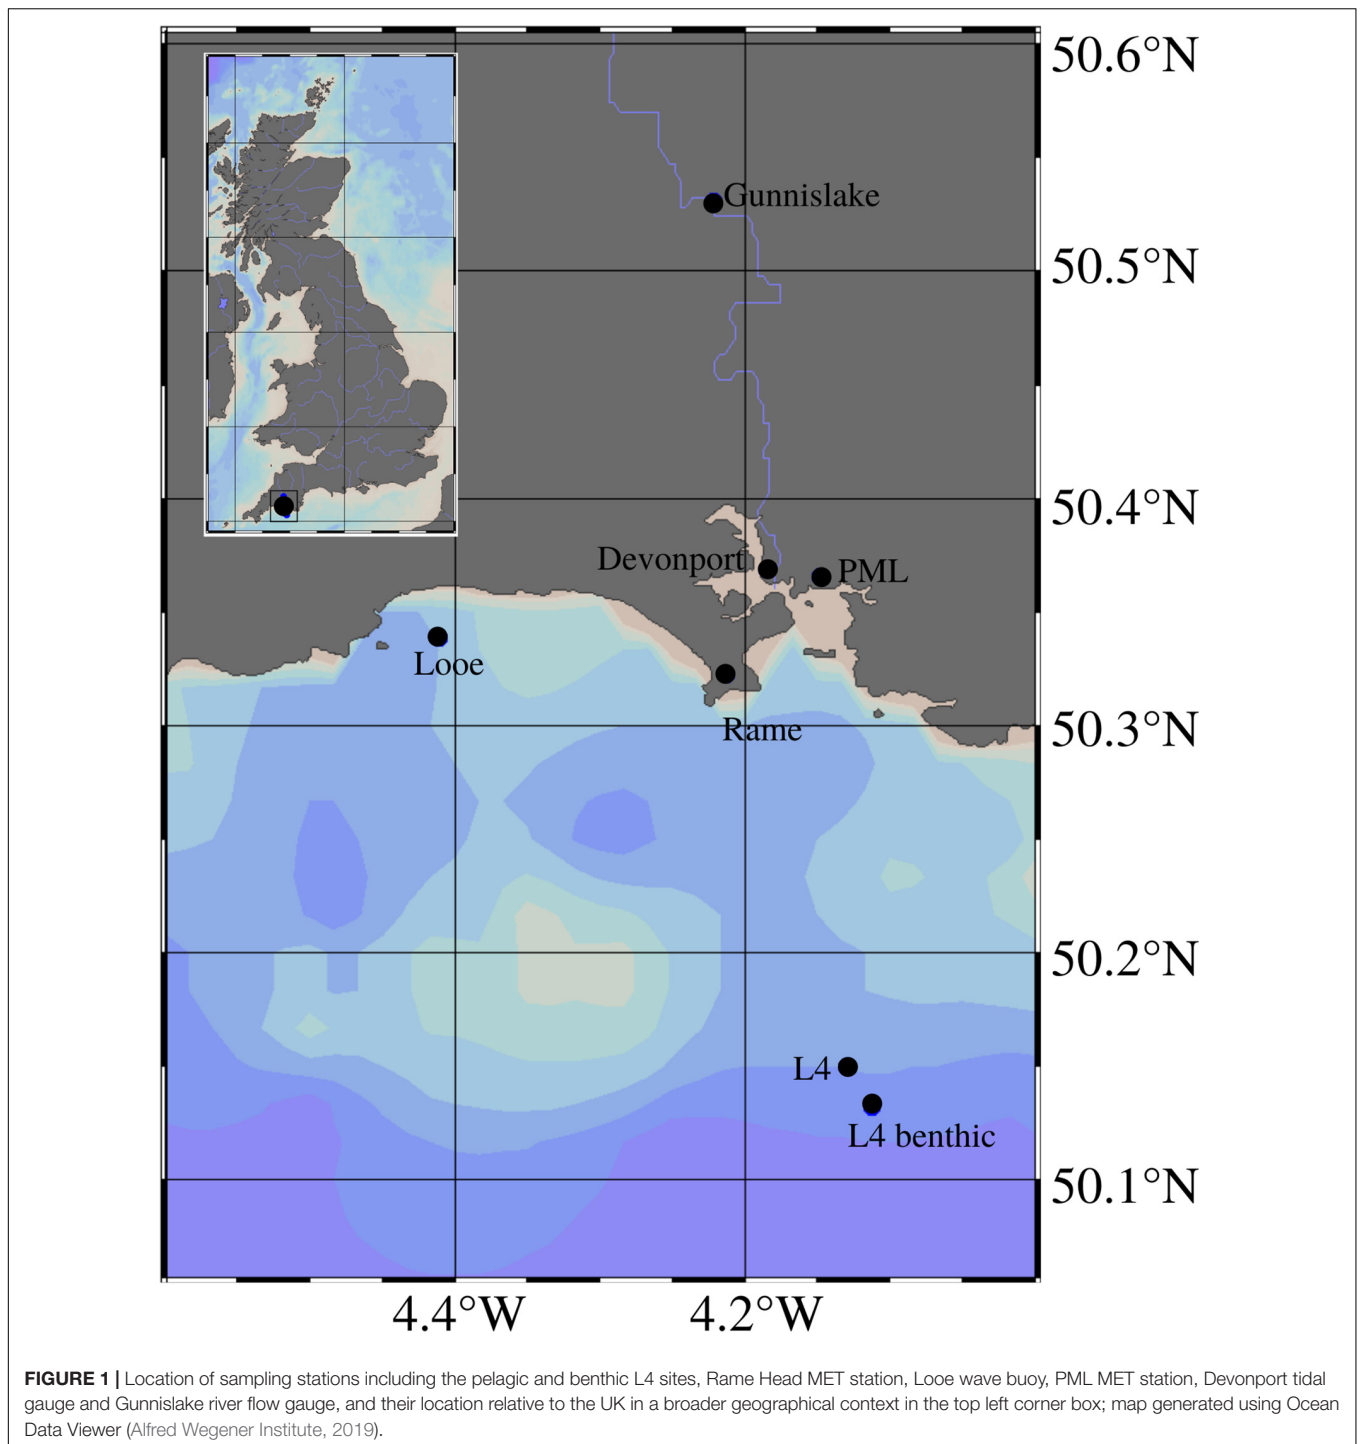 50.6°N
Gunnislake
50.5°N
50.4°N
Devonport
PML
Looe
Rame
50.3°N
50.2°N
L4
L4 benthic
50.1°N
4.4°W
4.2°W
FIGURE 1 | Location of sampling stations including the pelagic and benthic L4 sites, Rame Head MET station, Looe wave buoy, PML MET station, Devonport tidal
gauge and Gunnislake river flow gauge, and their location relative to the UK in a broader geographical context in the top left corner box; map generated using Ocean
Data Viewer (Alfred Wegener Institute, 2019).